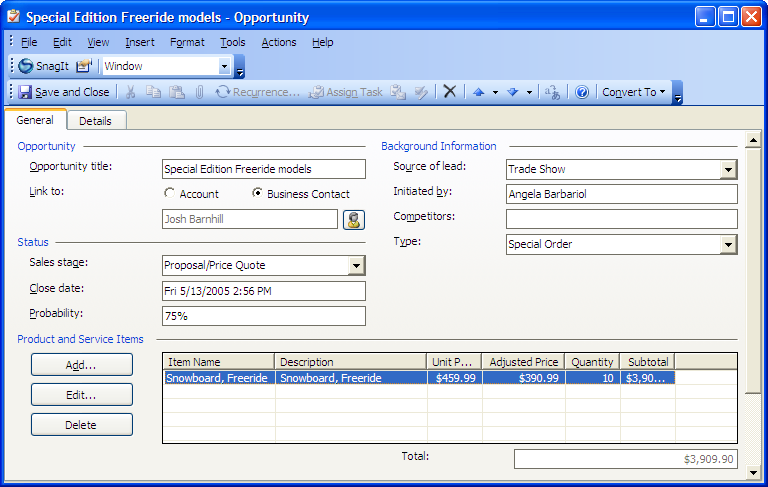 Special Edition Freeride models - Opportunity
File Edit View Insert Format Tools Actions Help
SnagIt Window
Save and Close Recurrence... Assign Task Convert To
General Details
Opportunity
Opportunity title: Special Edition Freeride models
Link to: Account Business Contact
Josh Barnhill
Status
Sales stage: Proposal/Price Quote
Close date: Fri 5/13/2005 2:56 PM
Probability: 75%
Background Information
Source of lead: Trade Show
Initiated by: Angela Barbariol
Competitors:
Type: Special Order
Product and Service Items
Add...
Edit...
Delete
Item Name Description Unit P... Adjusted Price Quantity Subtotal
Snowboard, Freeride Snowboard, Freeride $459.99 $390.99 10 $3,90...
Total: $3,909.90